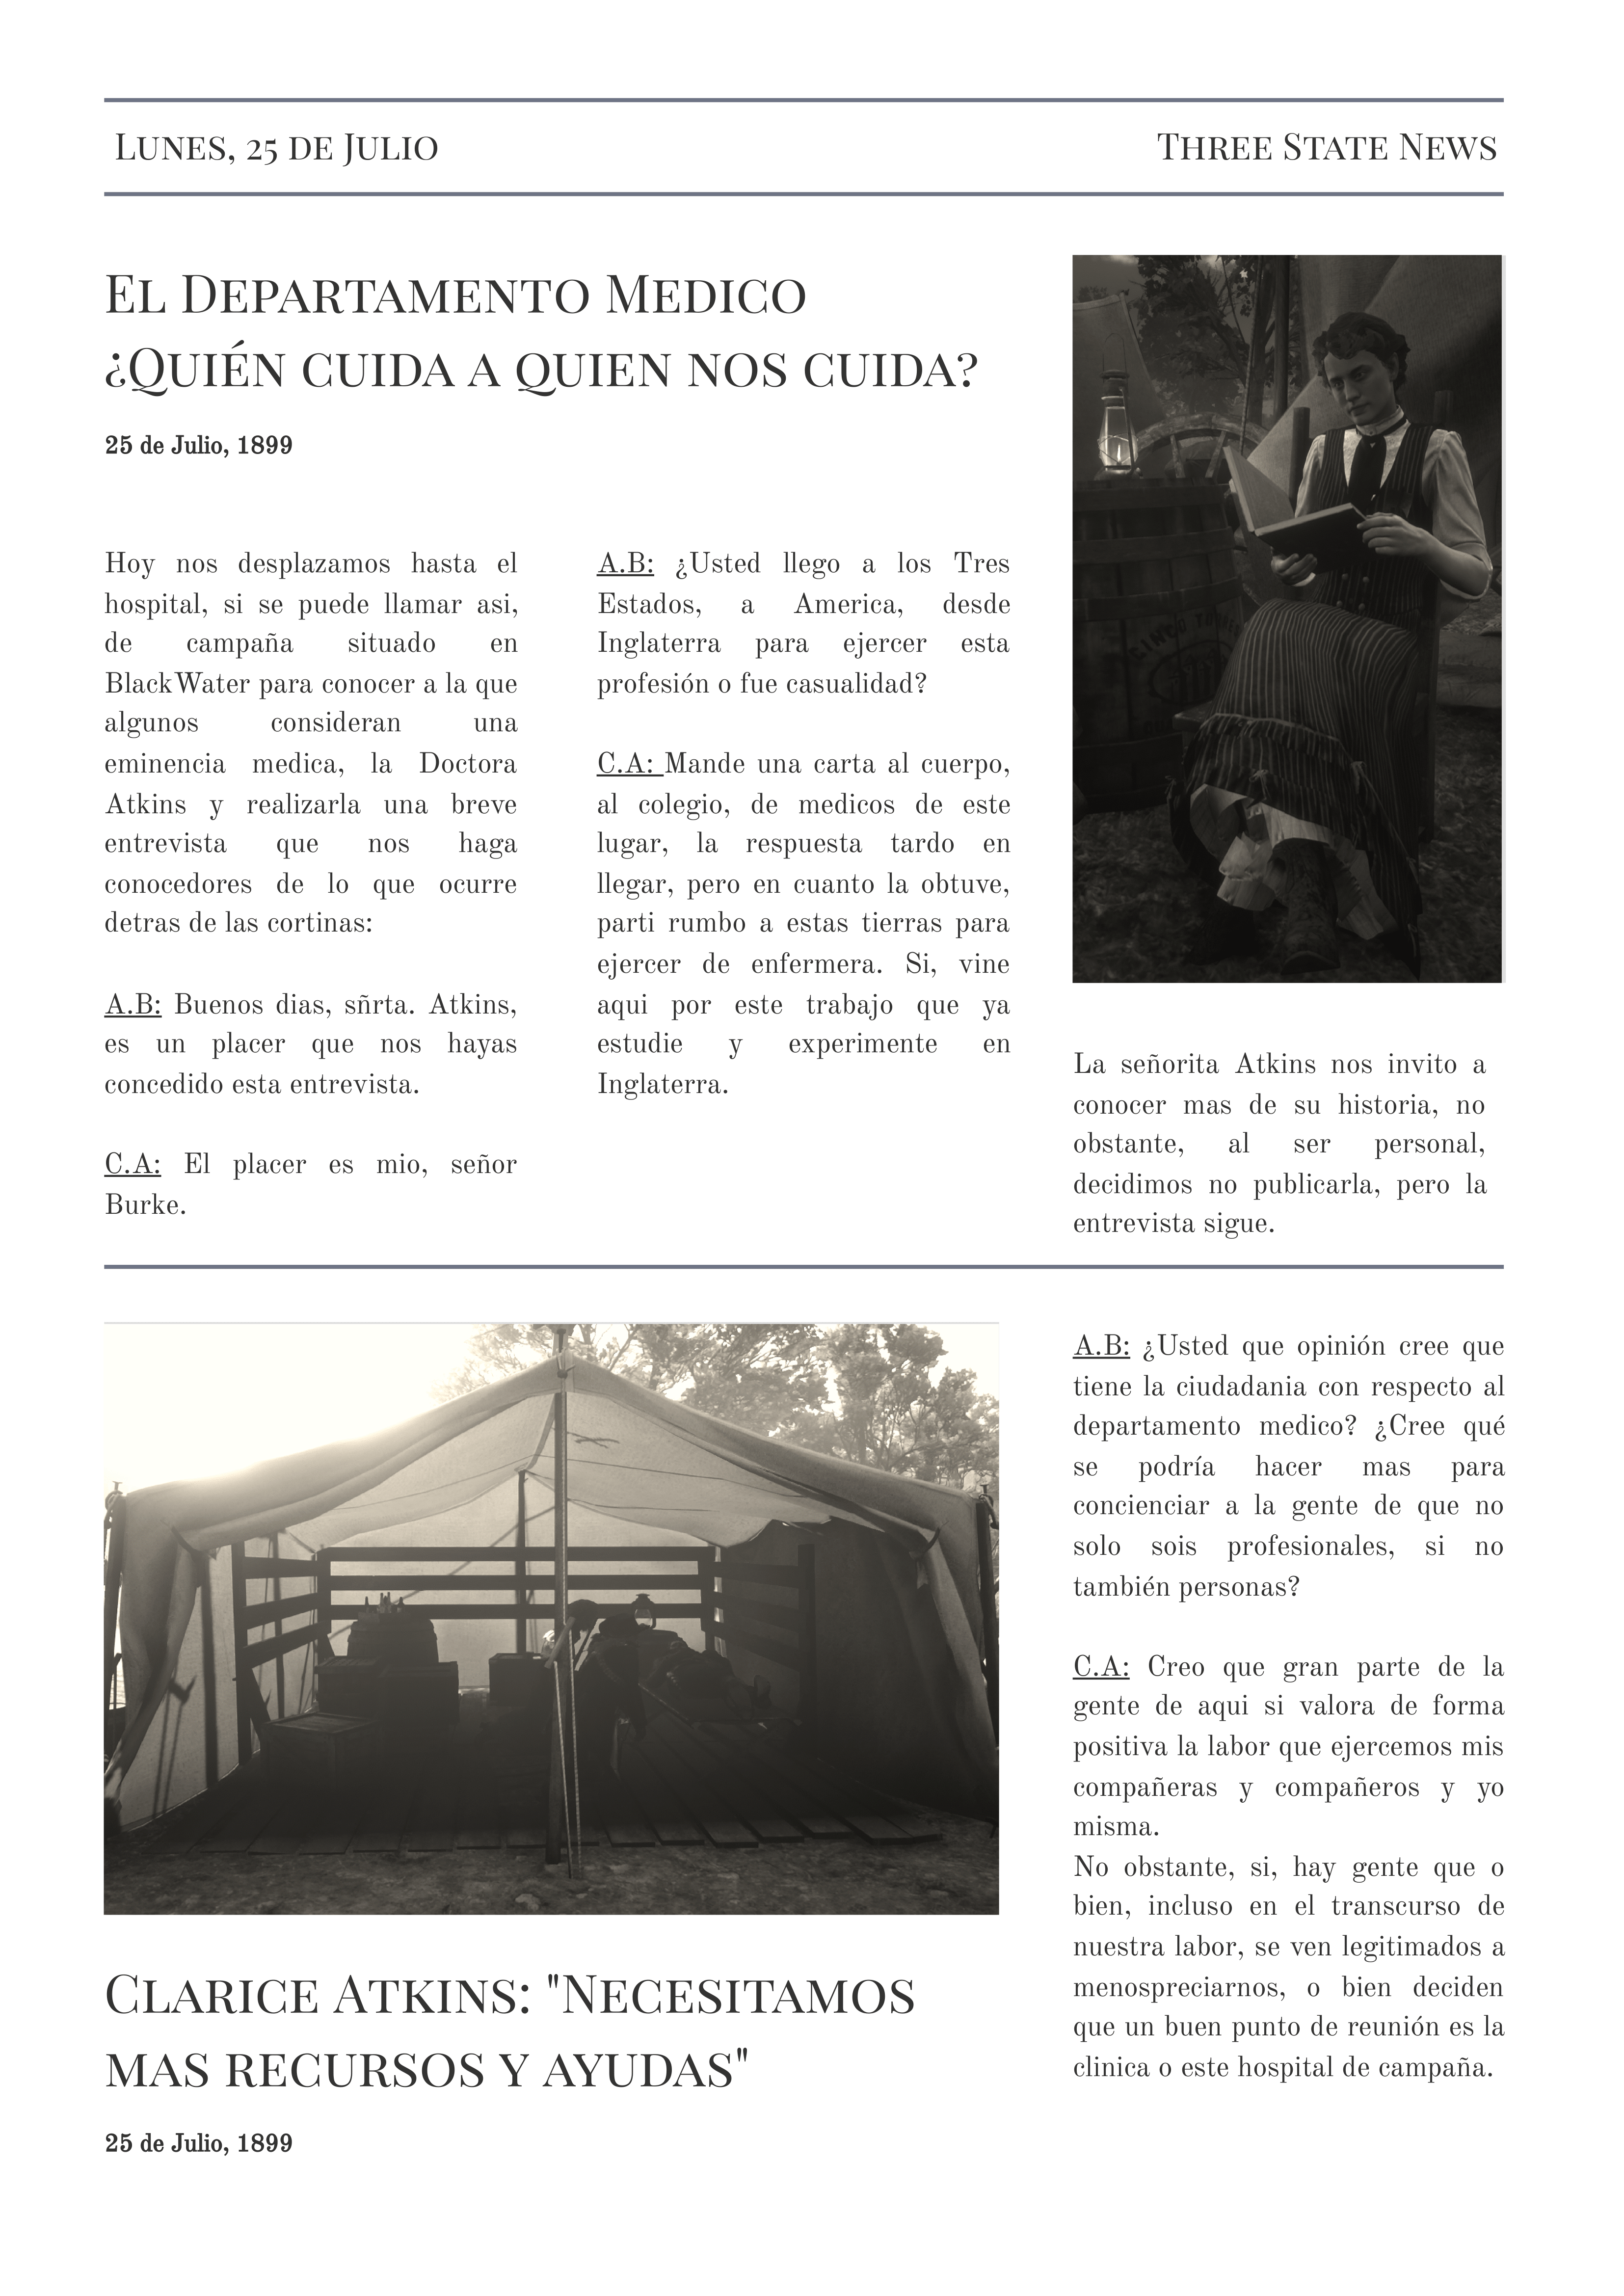 Lunes, 25 de Julio
Three State News
El Departamento Medico
¿Quién cuida a quien nos cuida?
25 de Julio, 1899
Hoy nos desplazamos hasta el
hospital, si se puede llamar asi,
de campaña situado en
BlackWater para conocer a la que
algunos consideran una
eminencia medica, la Doctora
Atkins y realizarla una breve
entrevista que nos haga
conocedores de lo que ocurre
detras de las cortinas:
A.B: Buenos dias, sñrta. Atkins,
es un placer que nos hayas
concedido esta entrevista.
C.A: El placer es mio, señor
Burke.
A.B: ¿Usted llego a los Tres
Estados, a America, desde
Inglaterra para ejercer esta
profesión o fue casualidad?
C.A: Mande una carta al cuerpo,
al colegio, de medicos de este
lugar, la respuesta tardo en
llegar, pero en cuanto la obtuve,
parti rumbo a estas tierras para
ejercer de enfermera. Si, vine
aqui por este trabajo que ya
estudie y experimente en
Inglaterra.
La señorita Atkins nos invito a
conocer mas de su historia, no
obstante, al ser personal,
decidimos no publicarla, pero la
entrevista sigue.
A.B: ¿Usted que opinión cree que
tiene la ciudadania con respecto al
departamento medico? ¿Cree qué
se podría hacer mas para
concienciar a la gente de que no
solo sois profesionales, si no
también personas?
C.A: Creo que gran parte de la
gente de aqui si valora de forma
positiva la labor que ejercemos mis
compañeras y compañeros y yo
misma.
No obstante, si, hay gente que o
bien, incluso en el transcurso de
nuestra labor, se ven legitimados a
menospreciarnos, o bien deciden
que un buen punto de reunión es la
clinica o este hospital de campaña.
Clarice Atkins: "Necesitamos
mas recursos y ayudas"
25 de Julio, 1899